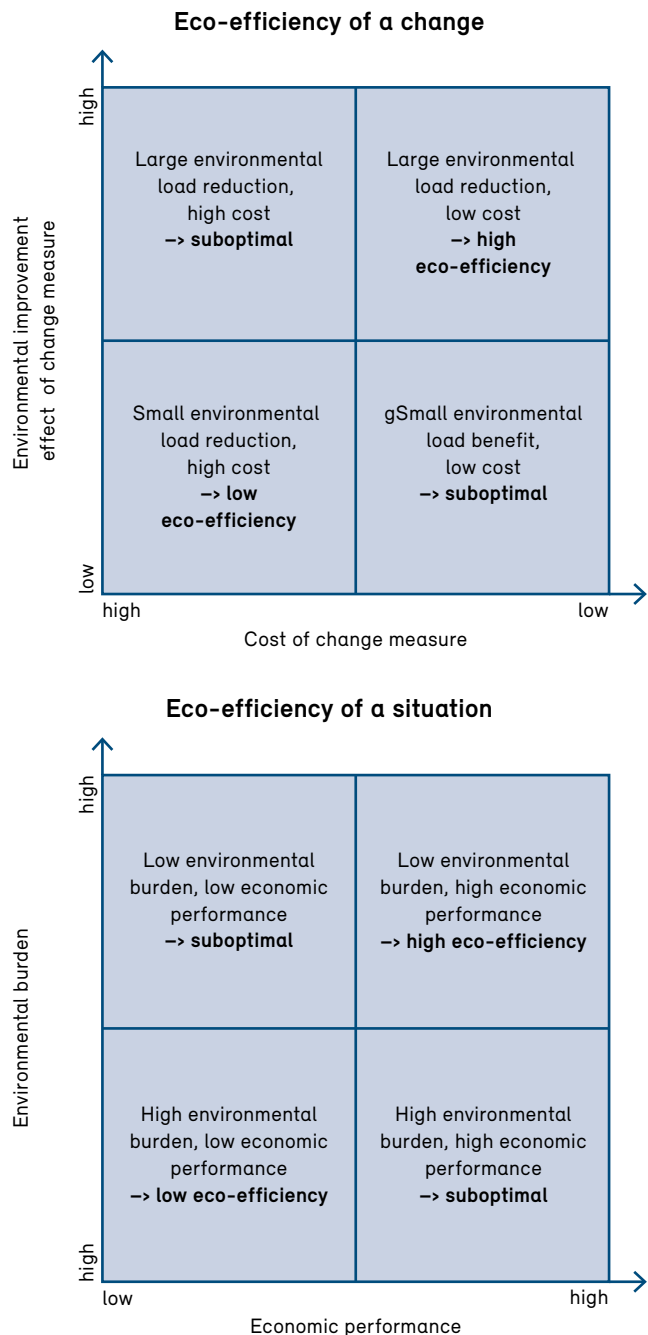 Eco-efficiency of a change
high
Environmental improvement
effect of change measure
Large environmental
load reduction,
high cost
–› suboptimal
Large environmental
load reduction,
low cost
–› high
eco-efficiency
Small environmental
load reduction,
high cost
–› low
eco-efficiency
gSmall environmental
load benefit,
low cost
–› suboptimal
low
high
low
Cost of change measure
Eco-efficiency of a situation
high
Environmental burden
Low environmental
burden, low economic
performance
–› suboptimal
Low environmental
burden, high economic
performance
–› high eco-efficiency
High environmental
burden, low economic
performance
–› low eco-efficiency
High environmental
burden, high economic
performance
–› suboptimal
high
low
high
Economic performance